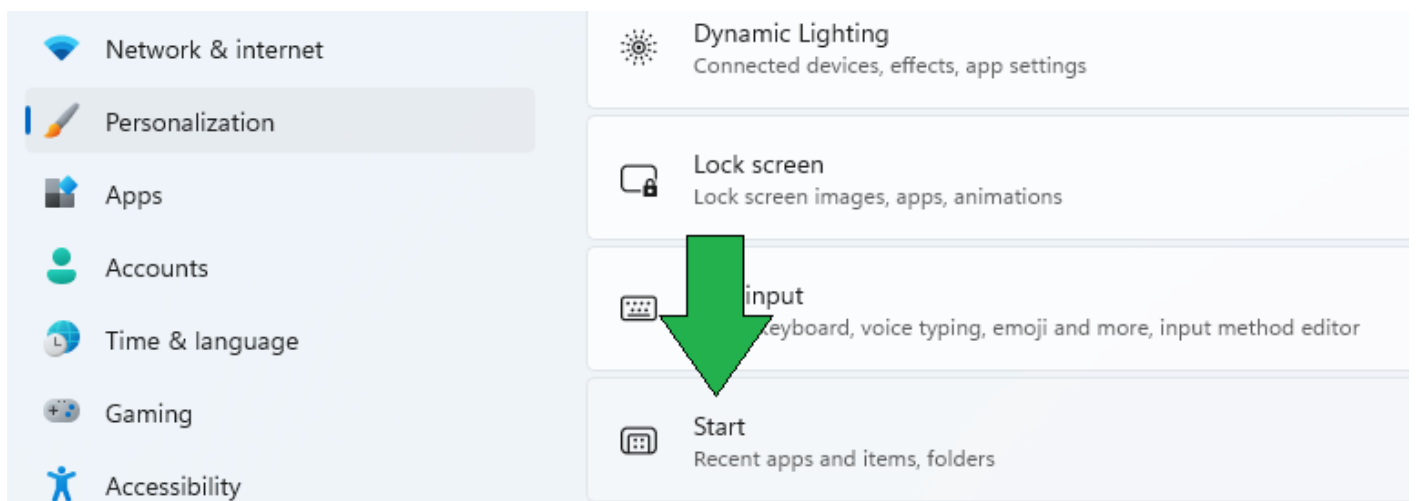 Network & internet
Personalization
Apps
Accounts
Time & language
Gaming
Accessibility
Dynamic Lighting
Connected devices, effects, app settings
Lock screen
Lock screen images, apps, animations
input
keyboard, voice typing, emoji and more, input method editor
Start
Recent apps and items, folders